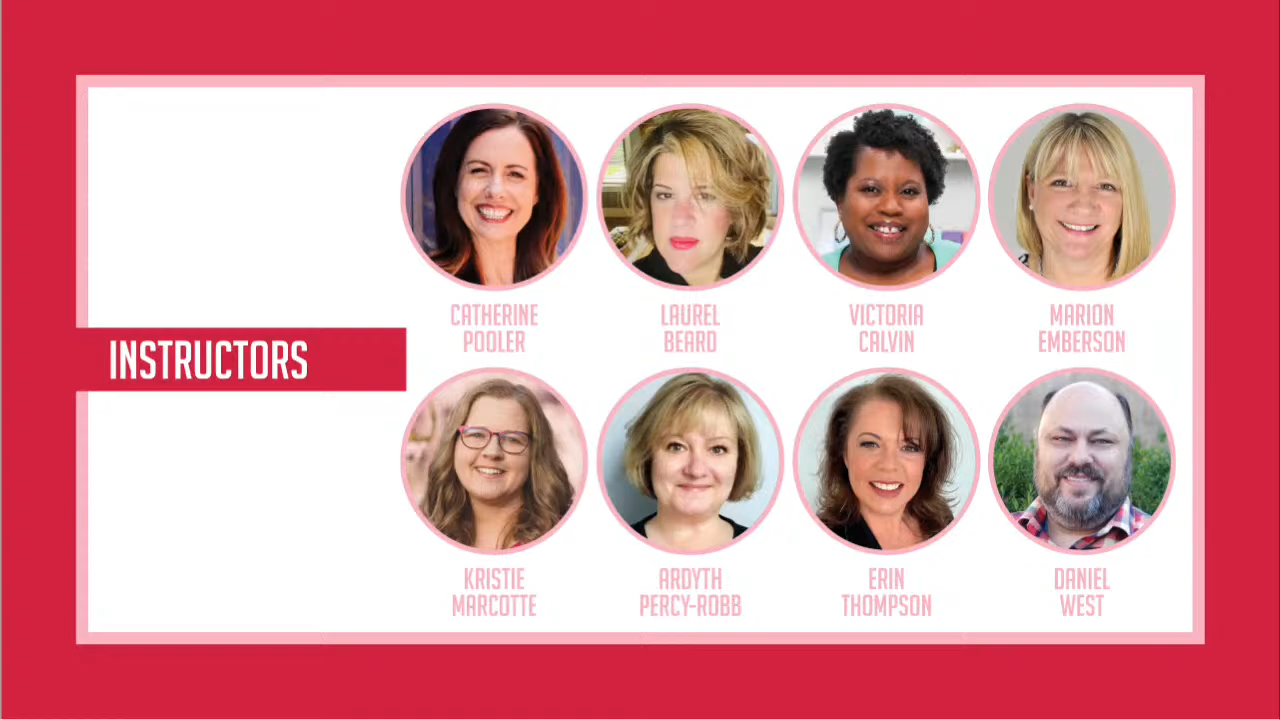 INSTRUCTORS
CATHERINE
POOLER
LAUREL
BEARD
VICTORIA
CALVIN
MARION
EMBERSON
KRISTIE
MARCOTTE
ARDYTH
PERCY-ROBB
ERIN
THOMPSON
DANIEL
WEST